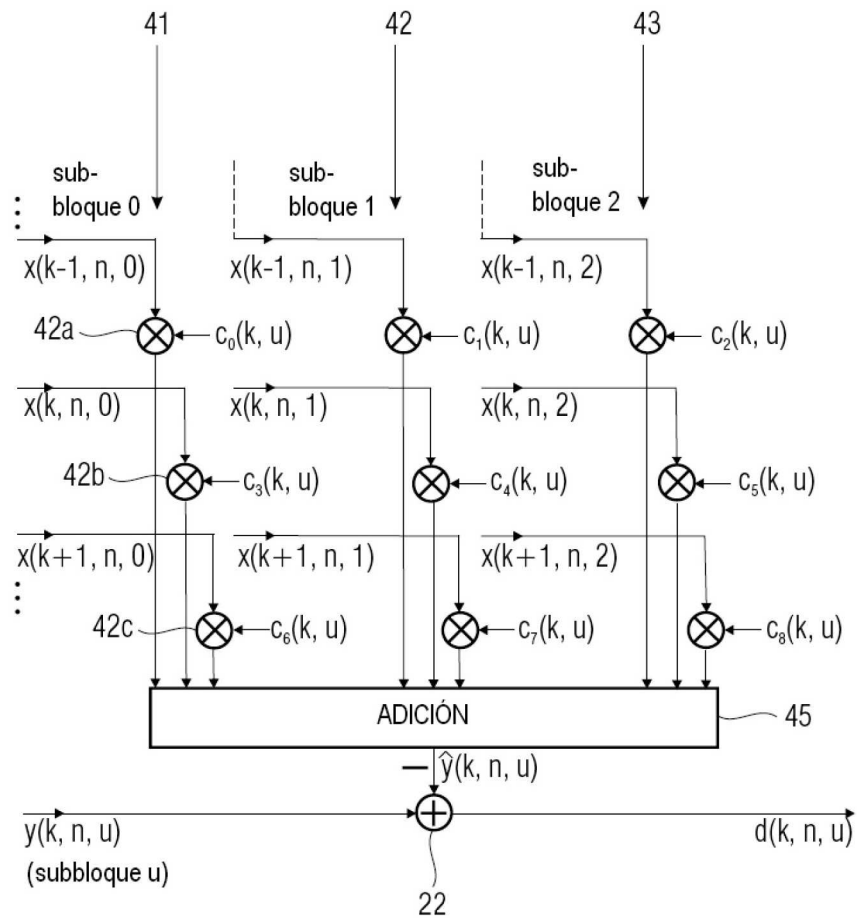 41 42 43
sub-
bloque 0
sub-
bloque 1
sub-
bloque 2
x(k-1, n, 0) x(k-1, n, 1) x(k-1, n, 2)
42a c₀(k, u) c₁(k, u) c₂(k, u)
x(k, n, 0) x(k, n, 1) x(k, n, 2)
42b c₃(k, u) c₄(k, u) c₅(k, u)
x(k+1, n, 0) x(k+1, n, 1) x(k+1, n, 2)
42c c₆(k, u) c₇(k, u) c₈(k, u)
ADICIÓN 45
− ŷ(k, n, u)
y(k, n, u) d(k, n, u)
(subbloque u)
22